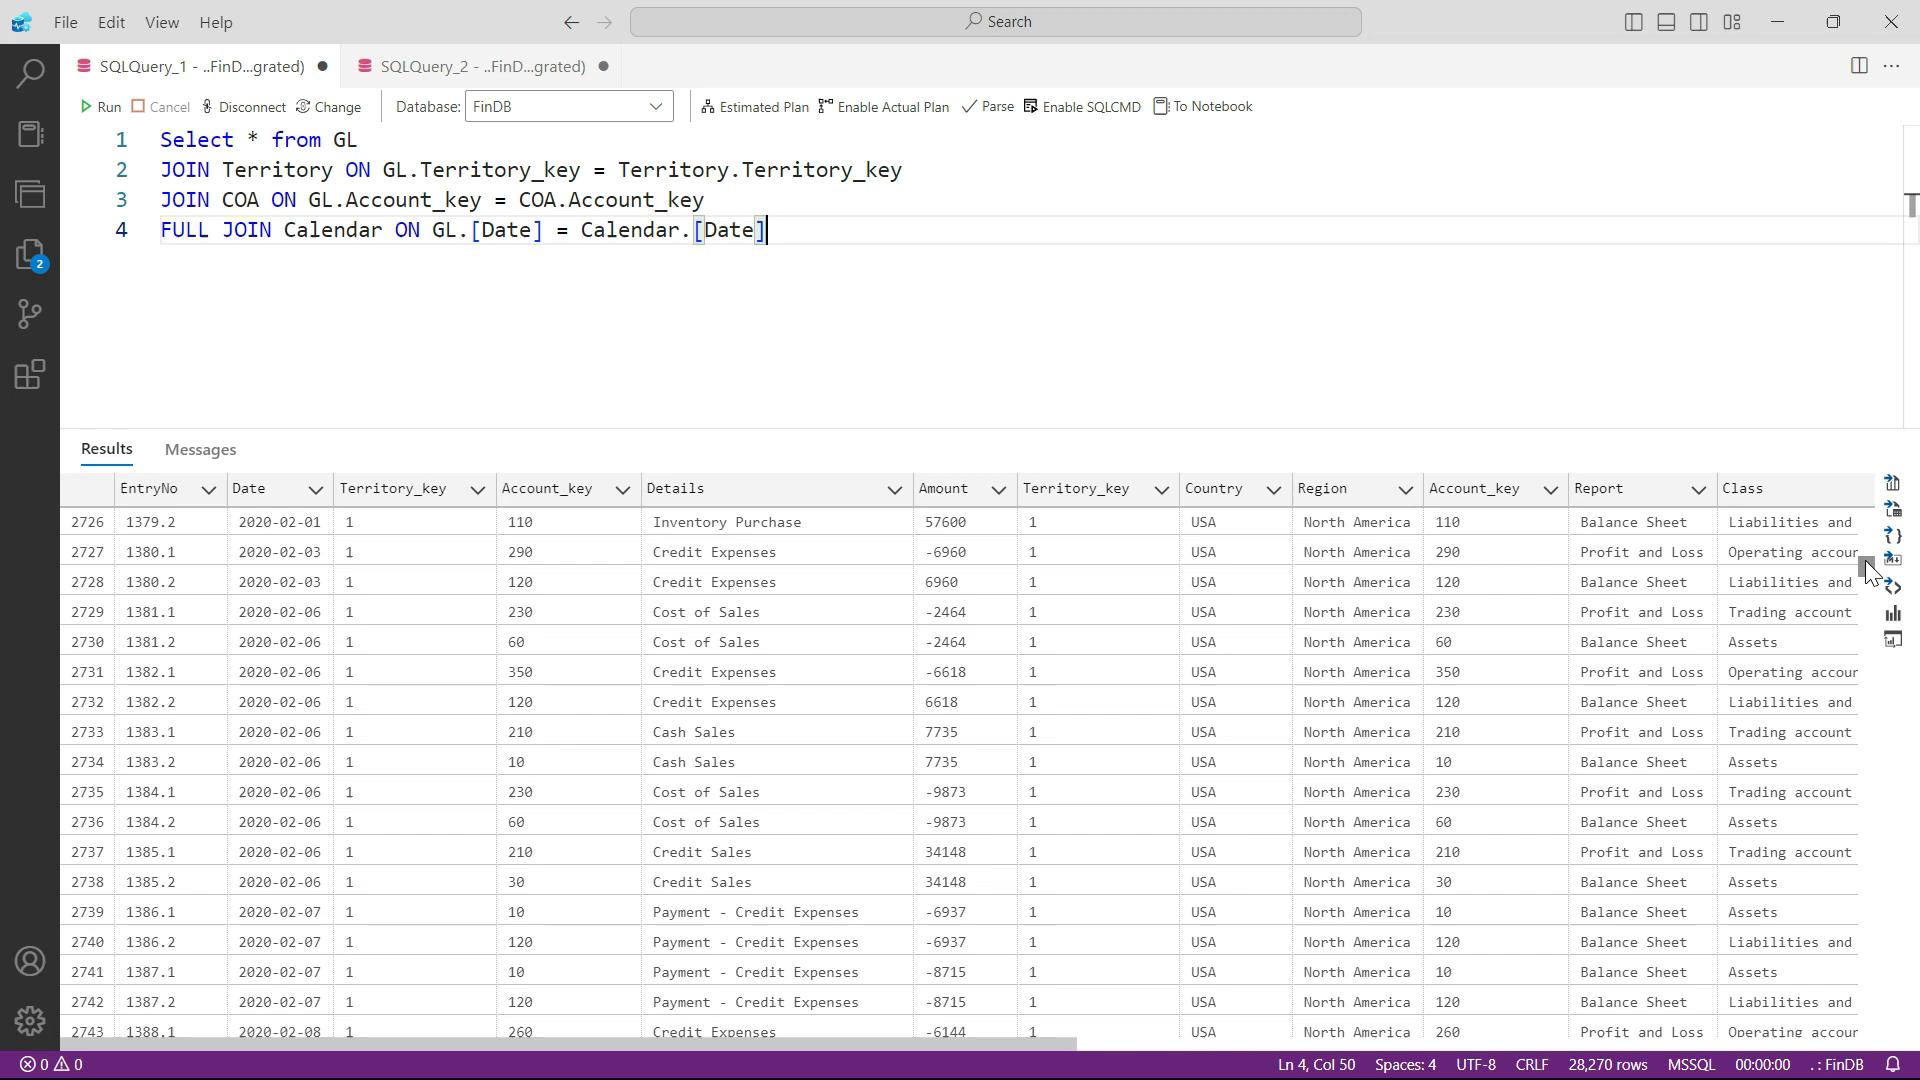 File Edit View Help Search
SQLQuery_1 - ..FinD...grated) SQLQuery_2 - ..FinD...grated)
Run Cancel Disconnect Change Database: FinDB Estimated Plan Enable Actual Plan Parse Enable SQLCMD To Notebook
1 Select * from GL
2 JOIN Territory ON GL.Territory_key = Territory.Territory_key
3 JOIN COA ON GL.Account_key = COA.Account_key
4 FULL JOIN Calendar ON GL.[Date] = Calendar.[Date]
2
Results Messages
EntryNo Date Territory_key Account_key Details Amount Territory_key Country Region Account_key Report Class
2726 1379.2 2020-02-01 1 110 Inventory Purchase 57600 1 USA North America 110 Balance Sheet Liabilities and
2727 1380.1 2020-02-03 1 290 Credit Expenses -6960 1 USA North America 290 Profit and Loss Operating accour
2728 1380.2 2020-02-03 1 120 Credit Expenses 6960 1 USA North America 120 Balance Sheet Liabilities and
2729 1381.1 2020-02-06 1 230 Cost of Sales -2464 1 USA North America 230 Profit and Loss Trading account
2730 1381.2 2020-02-06 1 60 Cost of Sales -2464 1 USA North America 60 Balance Sheet Assets
2731 1382.1 2020-02-06 1 350 Credit Expenses -6618 1 USA North America 350 Profit and Loss Operating accour
2732 1382.2 2020-02-06 1 120 Credit Expenses 6618 1 USA North America 120 Balance Sheet Liabilities and
2733 1383.1 2020-02-06 1 210 Cash Sales 7735 1 USA North America 210 Profit and Loss Trading account
2734 1383.2 2020-02-06 1 10 Cash Sales 7735 1 USA North America 10 Balance Sheet Assets
2735 1384.1 2020-02-06 1 230 Cost of Sales -9873 1 USA North America 230 Profit and Loss Trading account
2736 1384.2 2020-02-06 1 60 Cost of Sales -9873 1 USA North America 60 Balance Sheet Assets
2737 1385.1 2020-02-06 1 210 Credit Sales 34148 1 USA North America 210 Profit and Loss Trading account
2738 1385.2 2020-02-06 1 30 Credit Sales 34148 1 USA North America 30 Balance Sheet Assets
2739 1386.1 2020-02-07 1 10 Payment - Credit Expenses -6937 1 USA North America 10 Balance Sheet Assets
2740 1386.2 2020-02-07 1 120 Payment - Credit Expenses -6937 1 USA North America 120 Balance Sheet Liabilities and
2741 1387.1 2020-02-07 1 10 Payment - Credit Expenses -8715 1 USA North America 10 Balance Sheet Assets
2742 1387.2 2020-02-07 1 120 Payment - Credit Expenses -8715 1 USA North America 120 Balance Sheet Liabilities and
2743 1388.1 2020-02-08 1 260 Credit Expenses -6144 1 USA North America 260 Profit and Loss Operating accour
0 0 Ln 4, Col 50 Spaces: 4 UTF-8 CRLF 28,270 rows MSSQL 00:00:00 . : FinDB